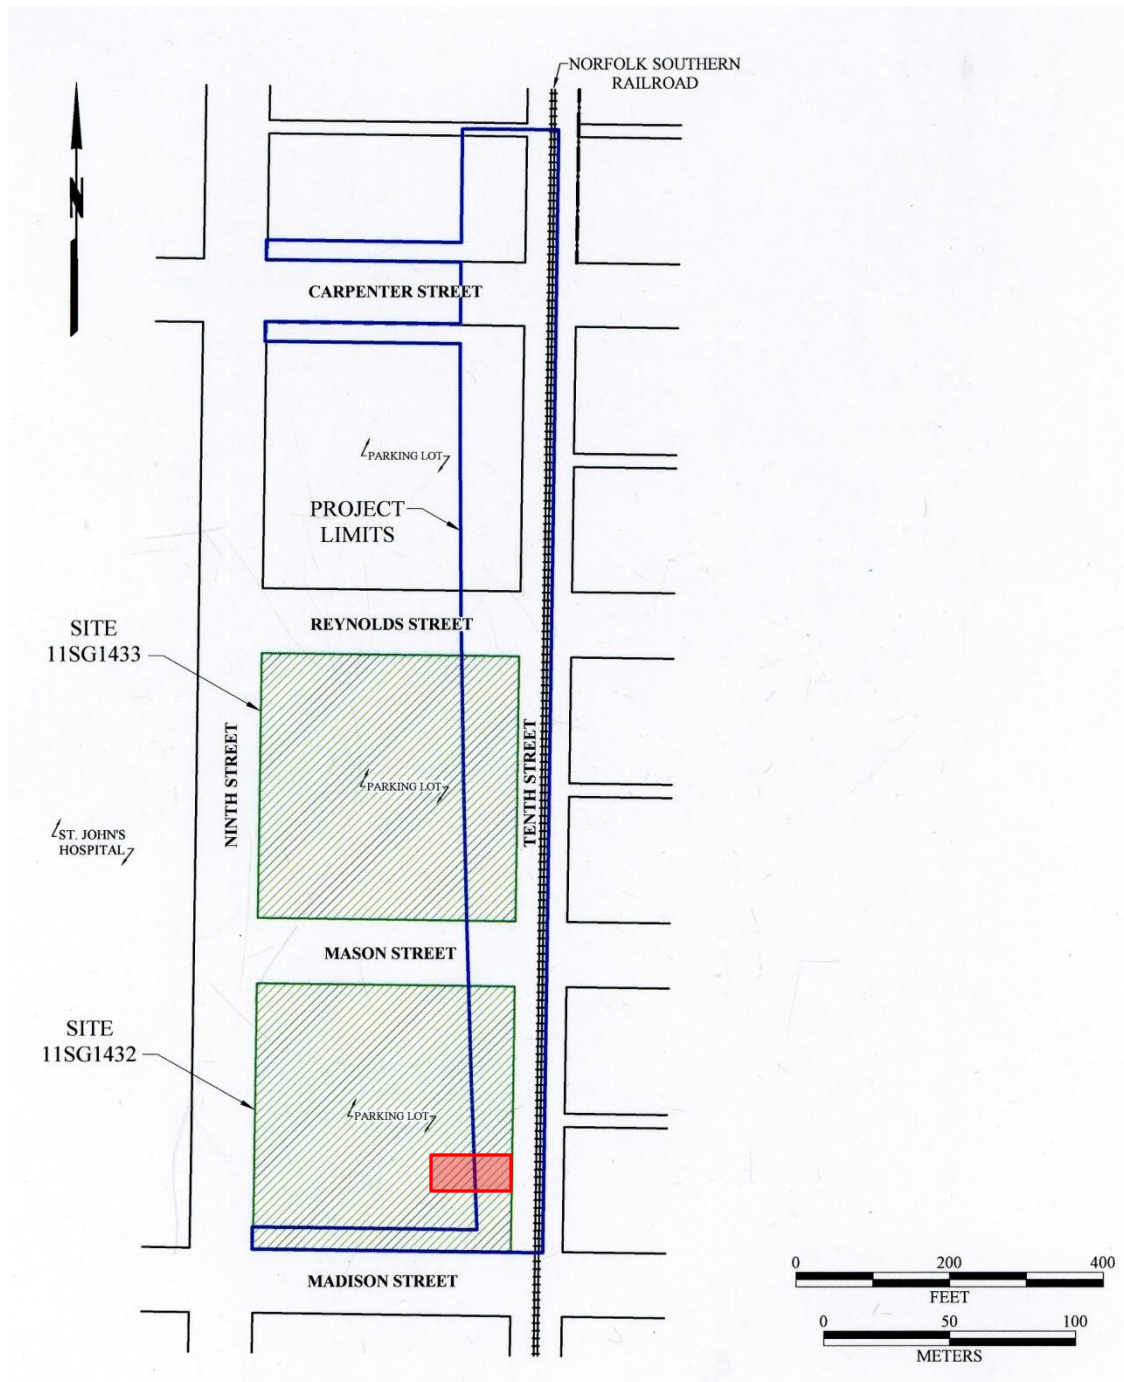 NORFOLK SOUTHERN
RAILROAD
N
CARPENTER STREET
PARKING LOT
PROJECT
LIMITS
REYNOLDS STREET
SITE
11SG1433
NINTH STREET
TENTH STREET
PARKING LOT
ST. JOHN'S
HOSPITAL
MASON STREET
SITE
11SG1432
PARKING LOT
MADISON STREET
0 200 400
FEET
0 50 100
METERS